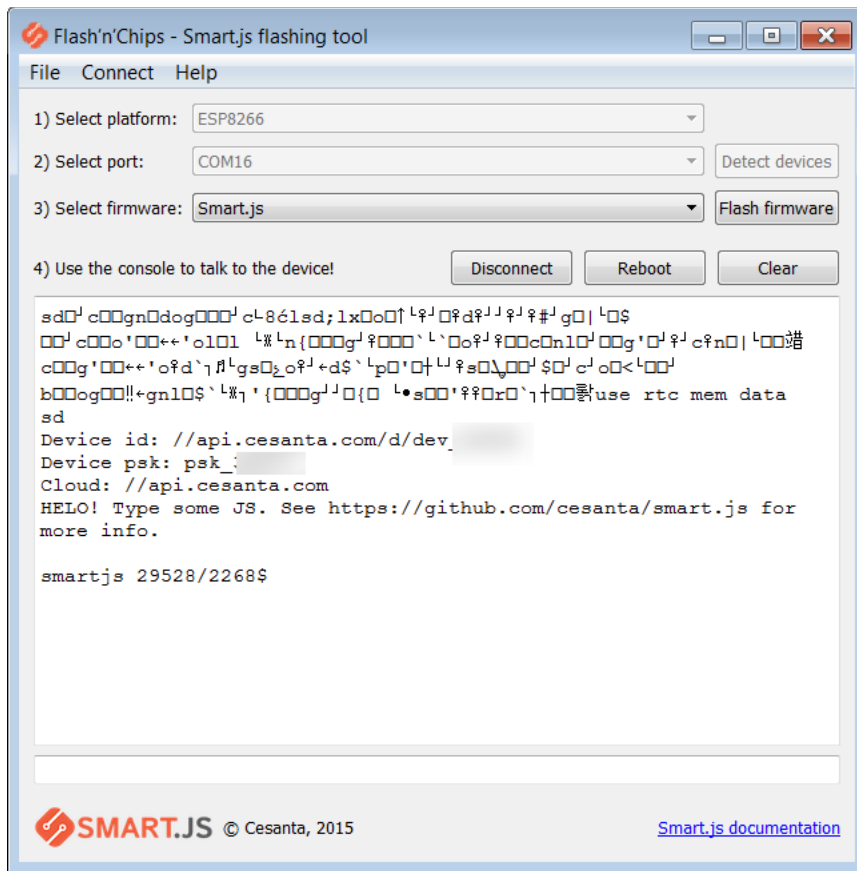 Flash'n'Chips - Smart.js flashing tool
File Connect Help
1) Select platform: ESP8266
2) Select port: COM16 Detect devices
3) Select firmware: Smart.js Flash firmware
4) Use the console to talk to the device! Disconnect Reboot Clear
use rtc mem data
sd
Device id: //api.cesanta.com/d/dev_
Device psk: psk_
Cloud: //api.cesanta.com
HELO! Type some JS. See https://github.com/cesanta/smart.js for
more info.
smartjs 29528/2268$
SMART.JS © Cesanta, 2015 Smart.js documentation